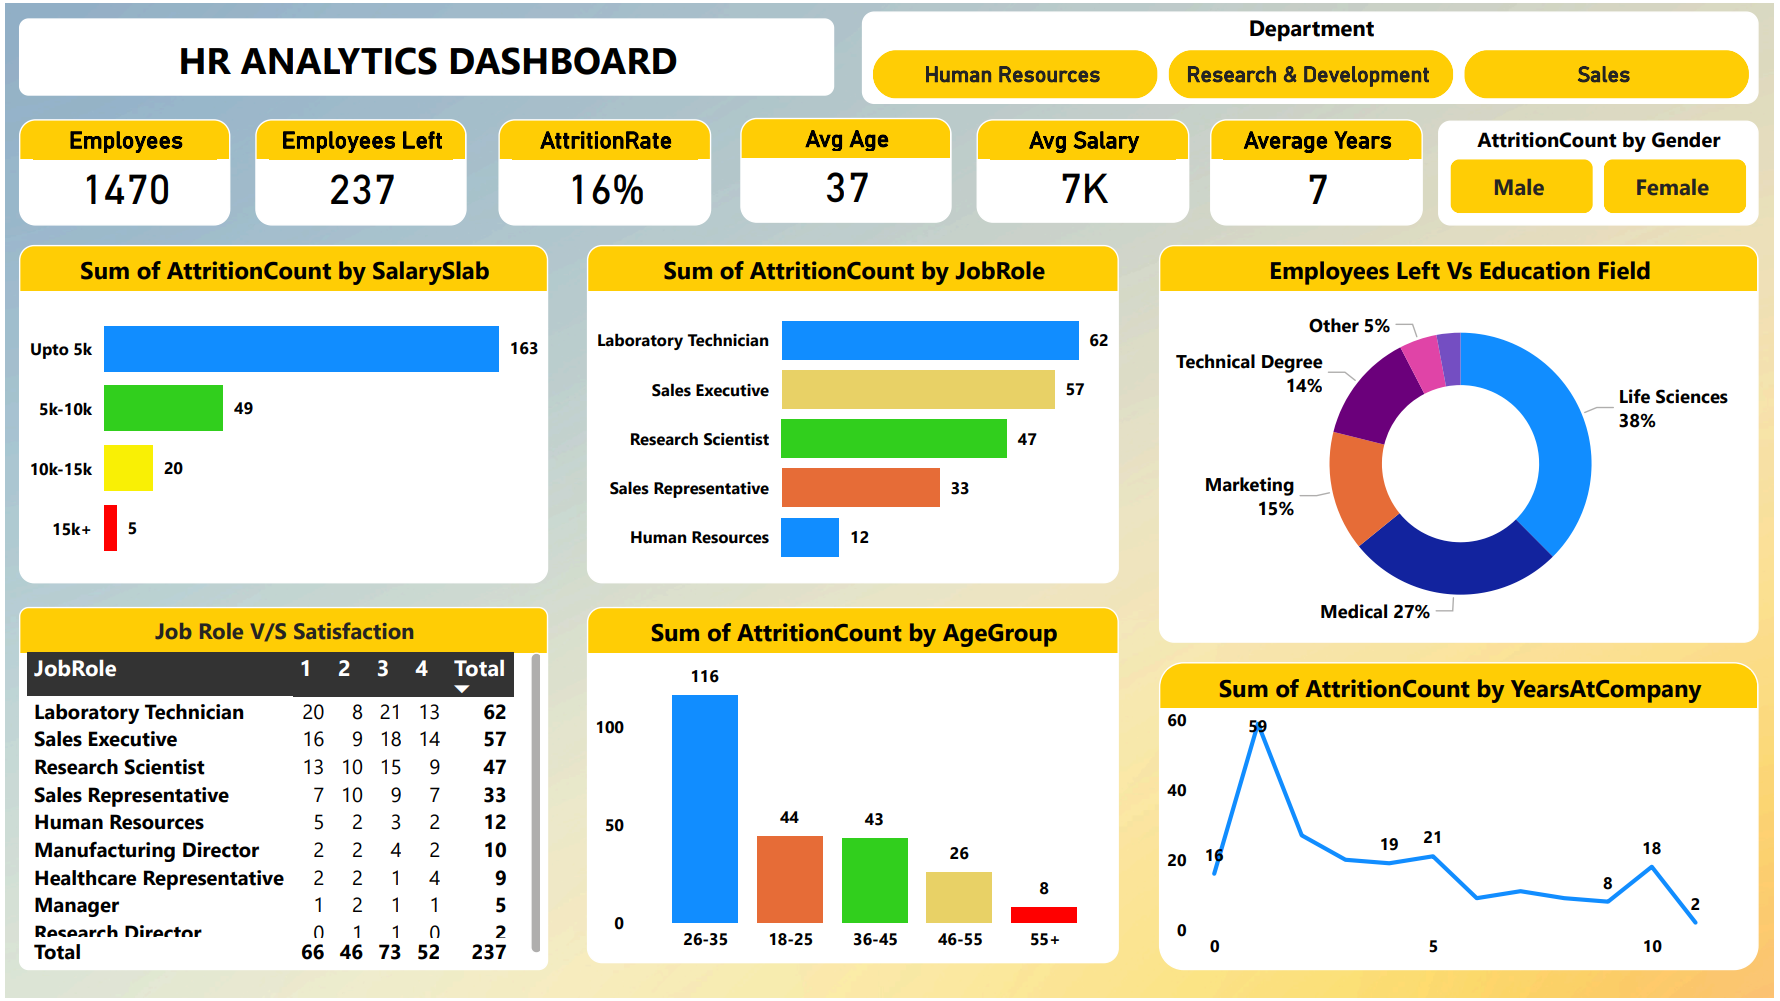 HR ANALYTICS DASHBOARD
Department
Human Resources
Research & Development
Sales
Employees
1470
Employees Left
237
AttritionRate
16%
Avg Age
37
Avg Salary
7K
Average Years
7
AttritionCount by Gender
Male
Female
Sum of AttritionCount by SalarySlab
Upto 5k 163
5k-10k 49
10k-15k 20
15k+ 5
Sum of AttritionCount by JobRole
Laboratory Technician 62
Sales Executive 57
Research Scientist 47
Sales Representative 33
Human Resources 12
Employees Left Vs Education Field
Other 5%
Technical Degree
14%
Life Sciences
38%
Marketing
15%
Medical 27%
Job Role V/S Satisfaction
JobRole 1 2 3 4 Total
Laboratory Technician 20 8 21 13 62
Sales Executive 16 9 18 14 57
Research Scientist 13 10 15 9 47
Sales Representative 7 10 9 7 33
Human Resources 5 2 3 2 12
Manufacturing Director 2 2 4 2 10
Healthcare Representative 2 2 1 4 9
Manager 1 2 1 1 5
Research Director 0 1 1 0 2
Total 66 46 73 52 237
Sum of AttritionCount by AgeGroup
116
100
44
43
50
26
8
0
26-35 18-25 36-45 46-55 55+
Sum of AttritionCount by YearsAtCompany
60
59
40
19
21
18
20
16
8
2
0
0 5 10